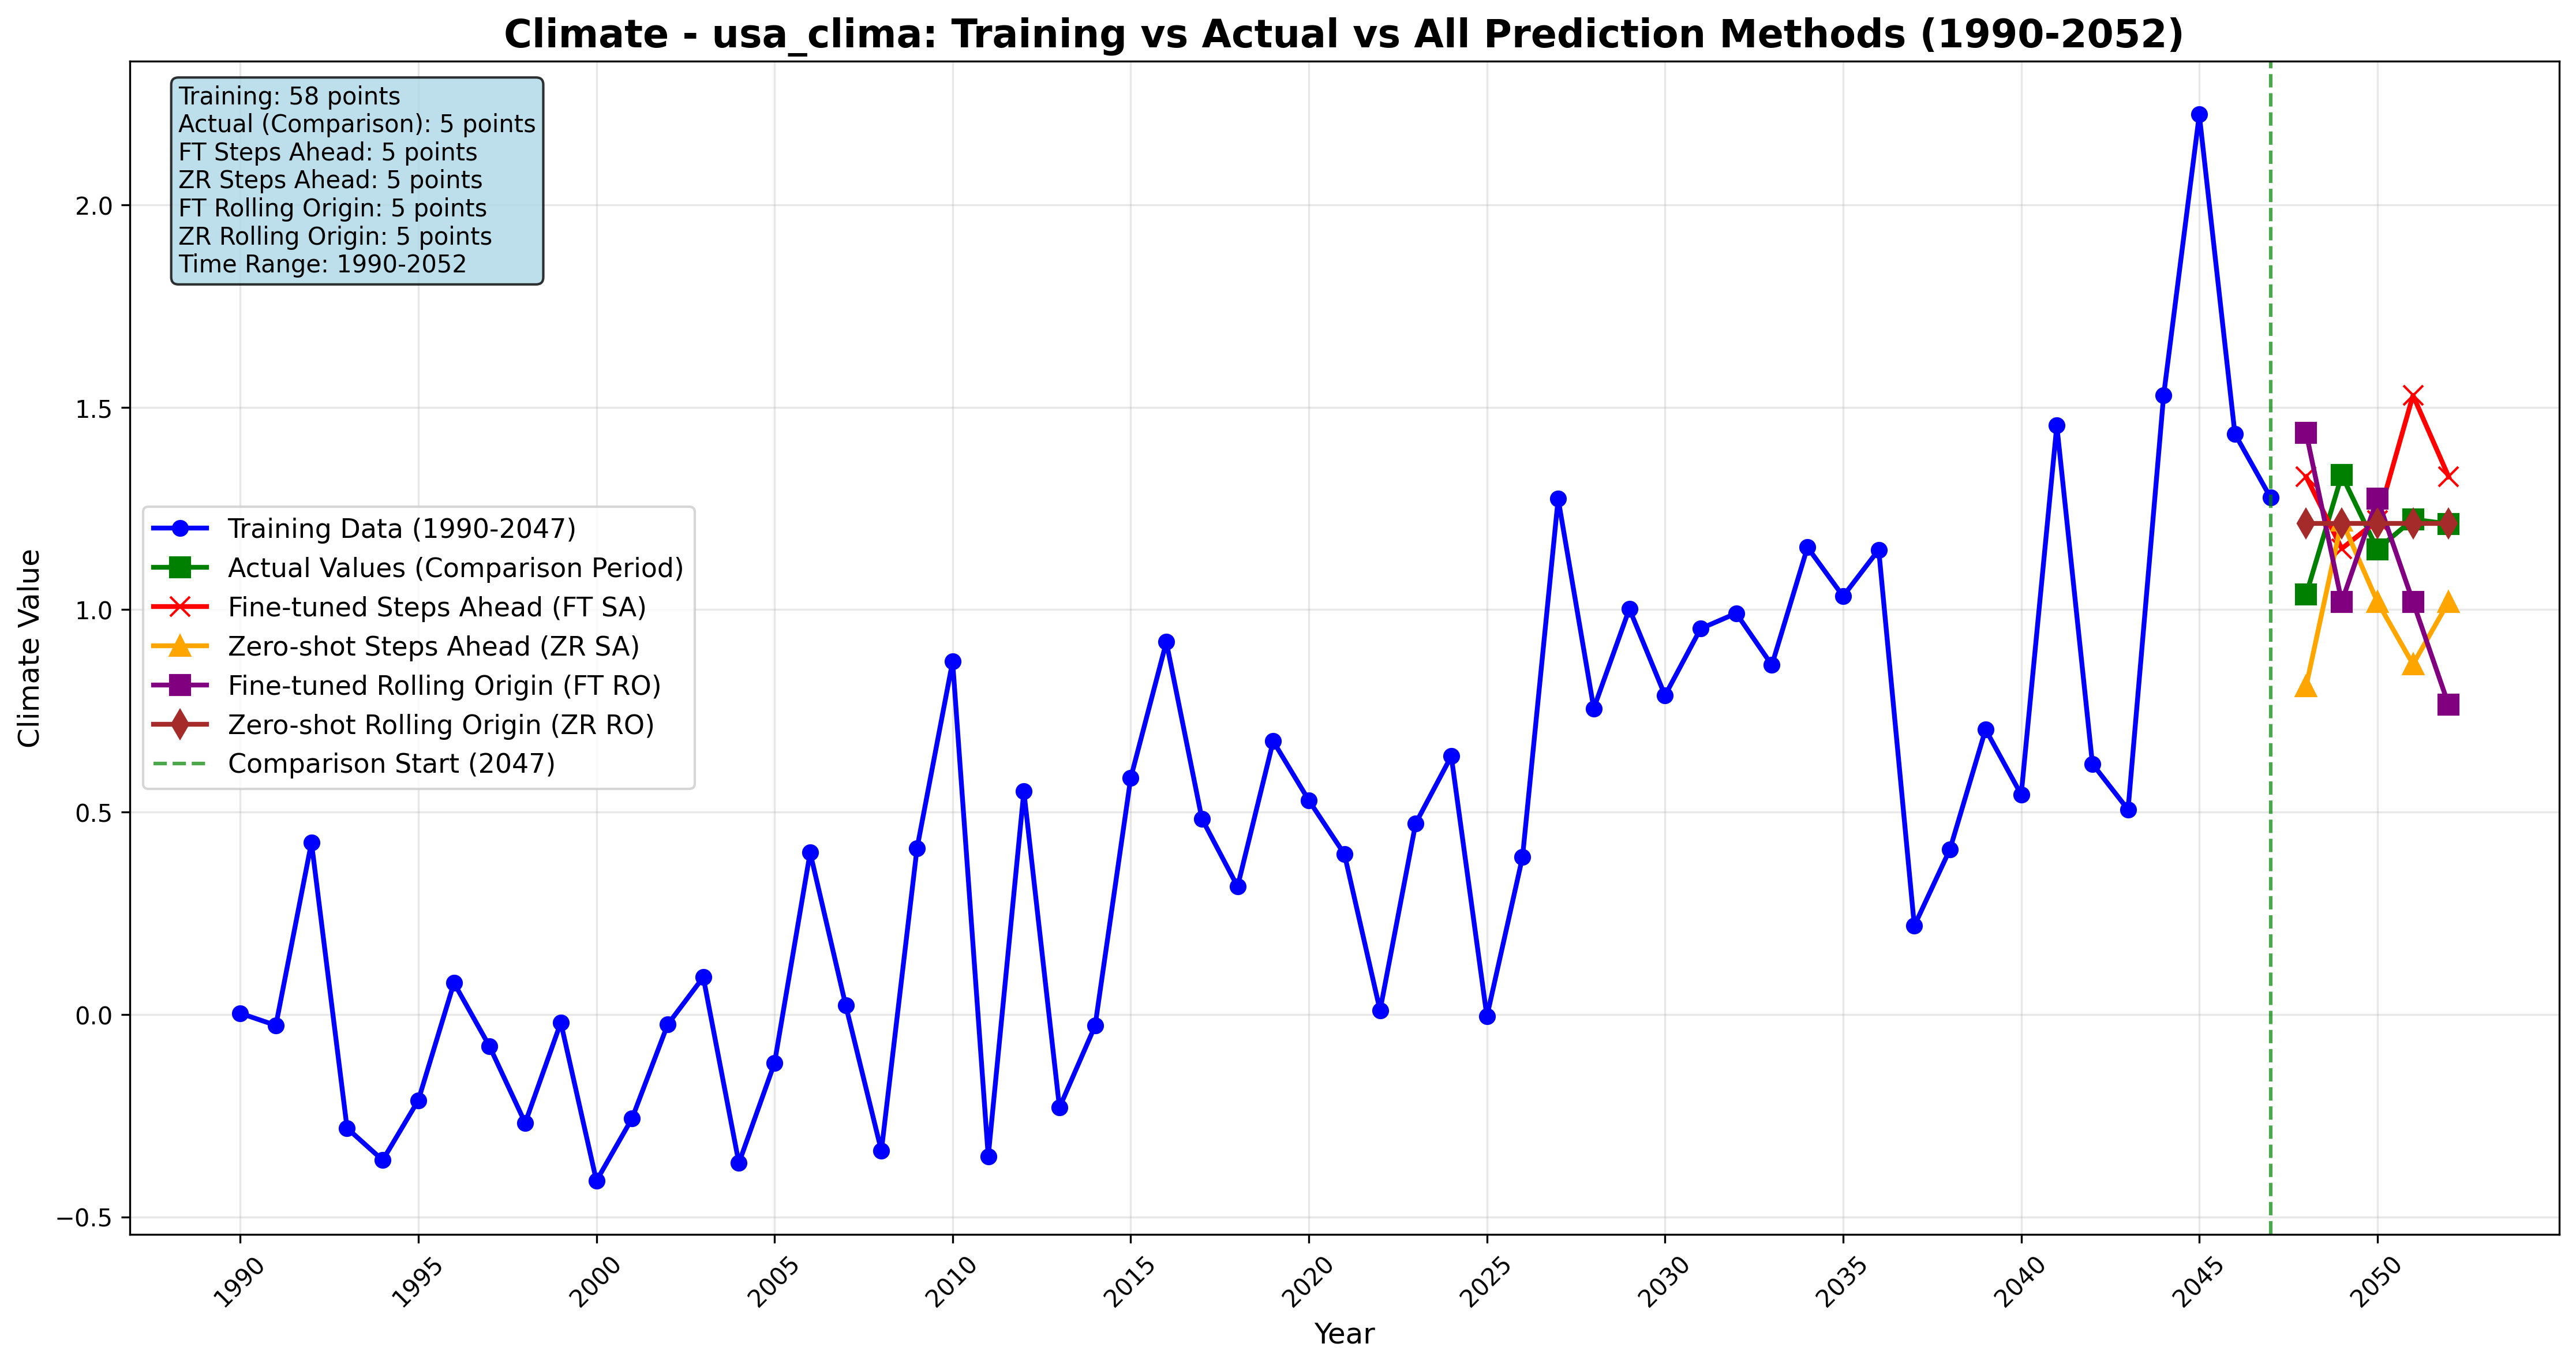 Climate - usa_clima: Training vs Actual vs All Prediction Methods (1990-2052)
Training: 58 points
Actual (Comparison): 5 points
FT Steps Ahead: 5 points
ZR Steps Ahead: 5 points
FT Rolling Origin: 5 points
ZR Rolling Origin: 5 points
Time Range: 1990-2052
Climate Value
2.0
1.5
1.0
0.5
0.0
−0.5
Training Data (1990-2047)
Actual Values (Comparison Period)
Fine-tuned Steps Ahead (FT SA)
Zero-shot Steps Ahead (ZR SA)
Fine-tuned Rolling Origin (FT RO)
Zero-shot Rolling Origin (ZR RO)
Comparison Start (2047)
1990
1995
2000
2005
2010
2015
2020
2025
2030
2035
2040
2045
2050
Year